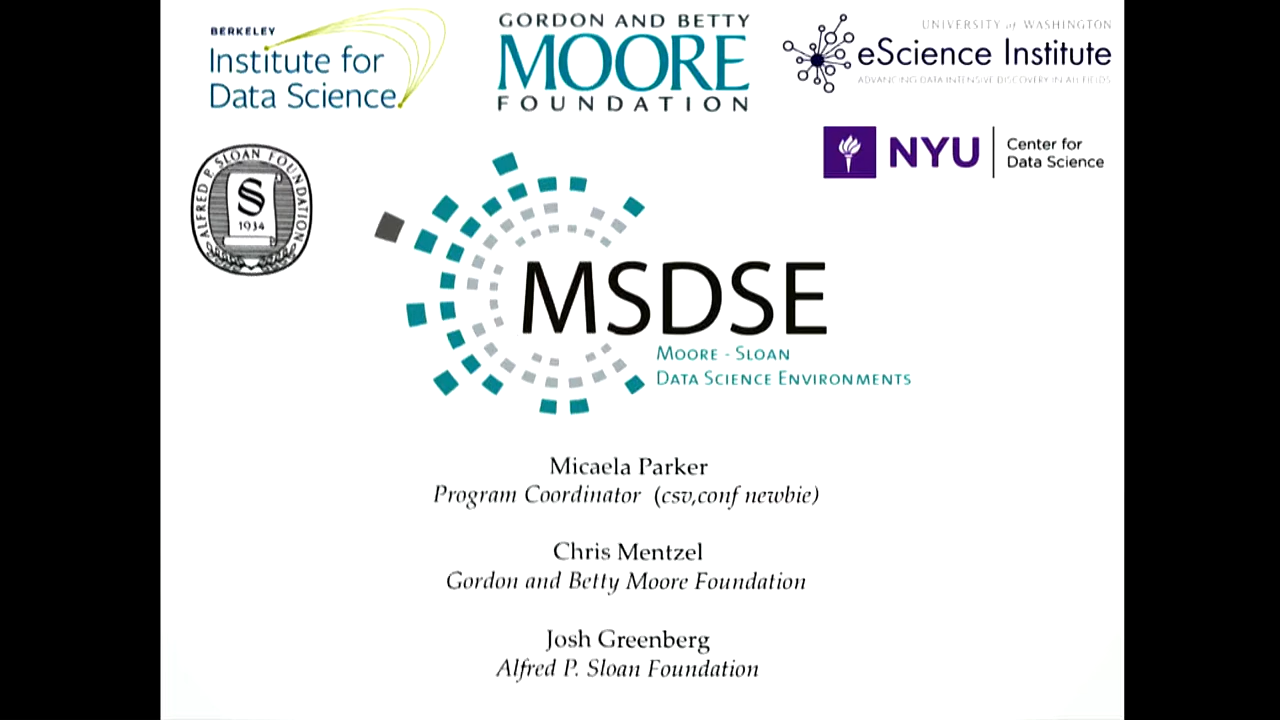 BERKELEY
Institute for
Data Science
GORDON AND BETTY
MOORE
FOUNDATION
UNIVERSITY of WASHINGTON
eScience Institute
ADVANCING DATA INTENSIVE DISCOVERY IN ALL FIELDS
NYU
Center for
Data Science
ALFRED P. SLOAN FOUNDATION
S
1934
MSDSE
MOORE - SLOAN
DATA SCIENCE ENVIRONMENTS
Micaela Parker
Program Coordinator (csv,conf newbie)
Chris Mentzel
Gordon and Betty Moore Foundation
Josh Greenberg
Alfred P. Sloan Foundation